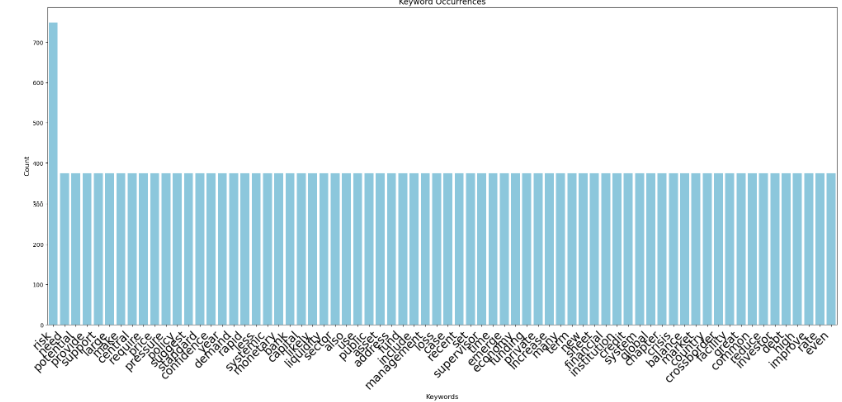 Keyword Occurrences
700
600
500
400
300
200
100
0
Count
risk
need
potential
provide
support
large
make
central
require
price
pressure
policy
suggest
standard
confidence
year
demand
rapid
less
systemic
monetary
bank
capital
likely
liquidity
sector
also
use
public
asset
address
fund
include
management
loss
case
recent
set
supervisor
time
emerge
economy
funding
private
increase
many
term
new
sheet
financial
institution
credit
system
global
chapter
crisis
balance
market
country
crossborder
facility
great
common
reduce
investor
debt
high
improve
rate
even
Keywords